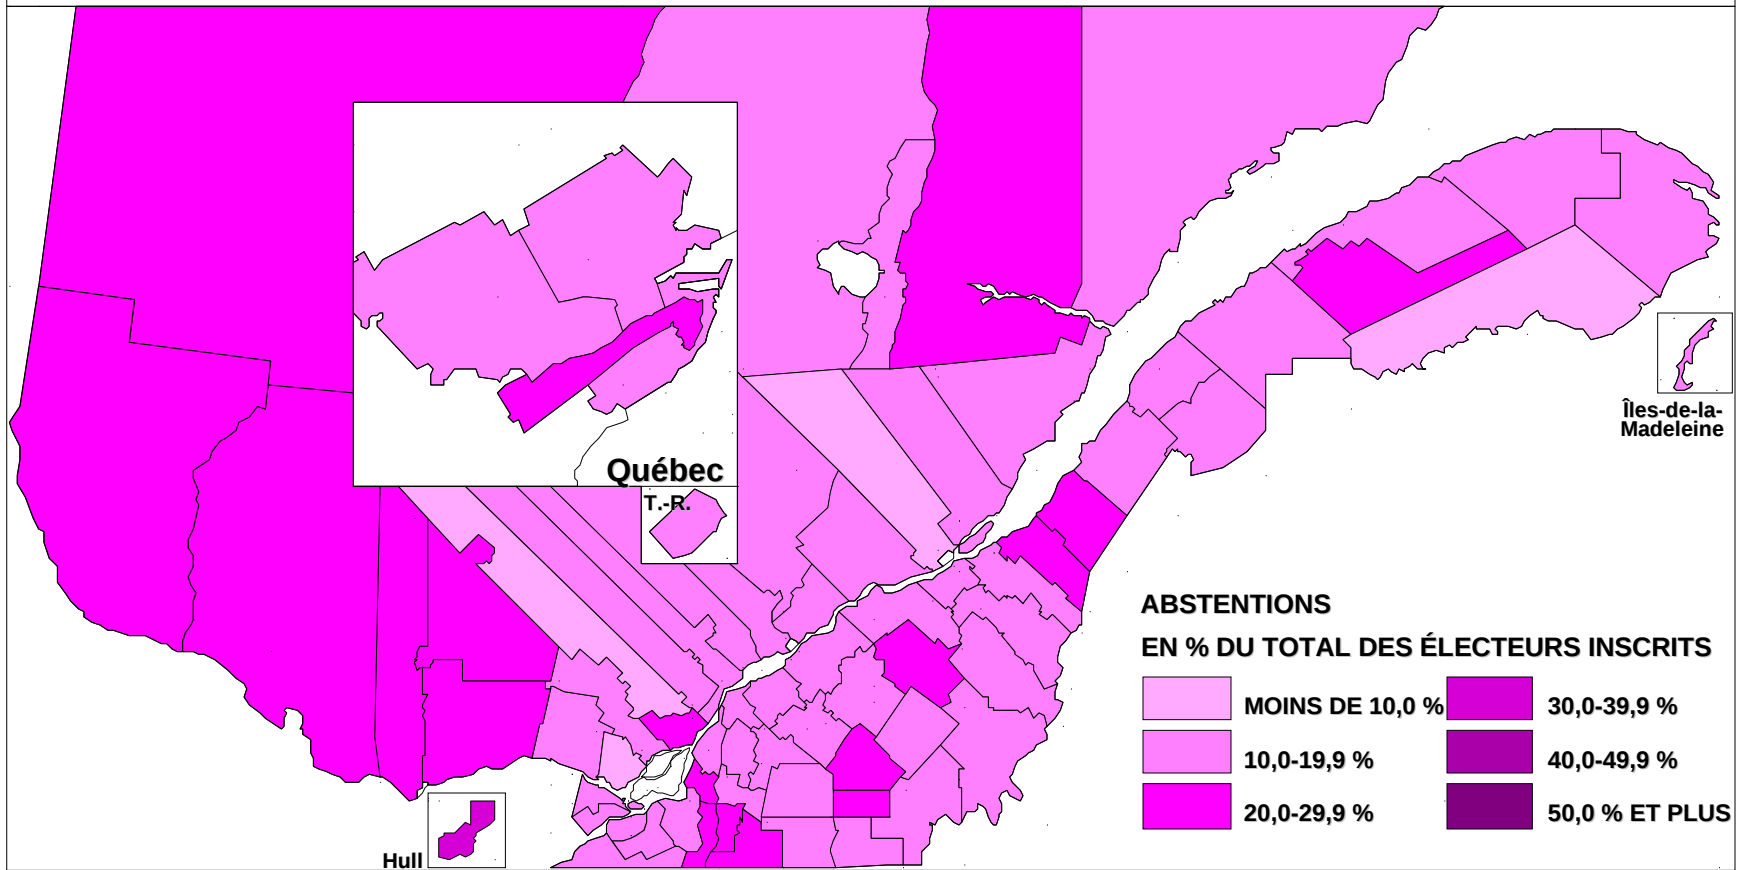 Québec
T.-R.
Îles-de-la-
Madeleine
Hull
ABSTENTIONS
EN % DU TOTAL DES ÉLECTEURS INSCRITS
MOINS DE 10,0 %
10,0-19,9 %
20,0-29,9 %
30,0-39,9 %
40,0-49,9 %
50,0 % ET PLUS